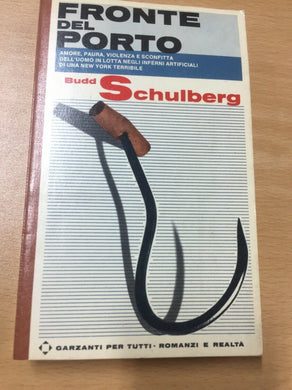 FRONTE
DEL
PORTO
AMORE, PAURA, VIOLENZA E SCONFITTA
DELL'UOMO IN LOTTA NEGLI INFERNI ARTIFICIALI
DI UNA NEW YORK TERRIBILE
Budd Schulberg
GARZANTI PER TUTTI · ROMANZI E REALTÀ